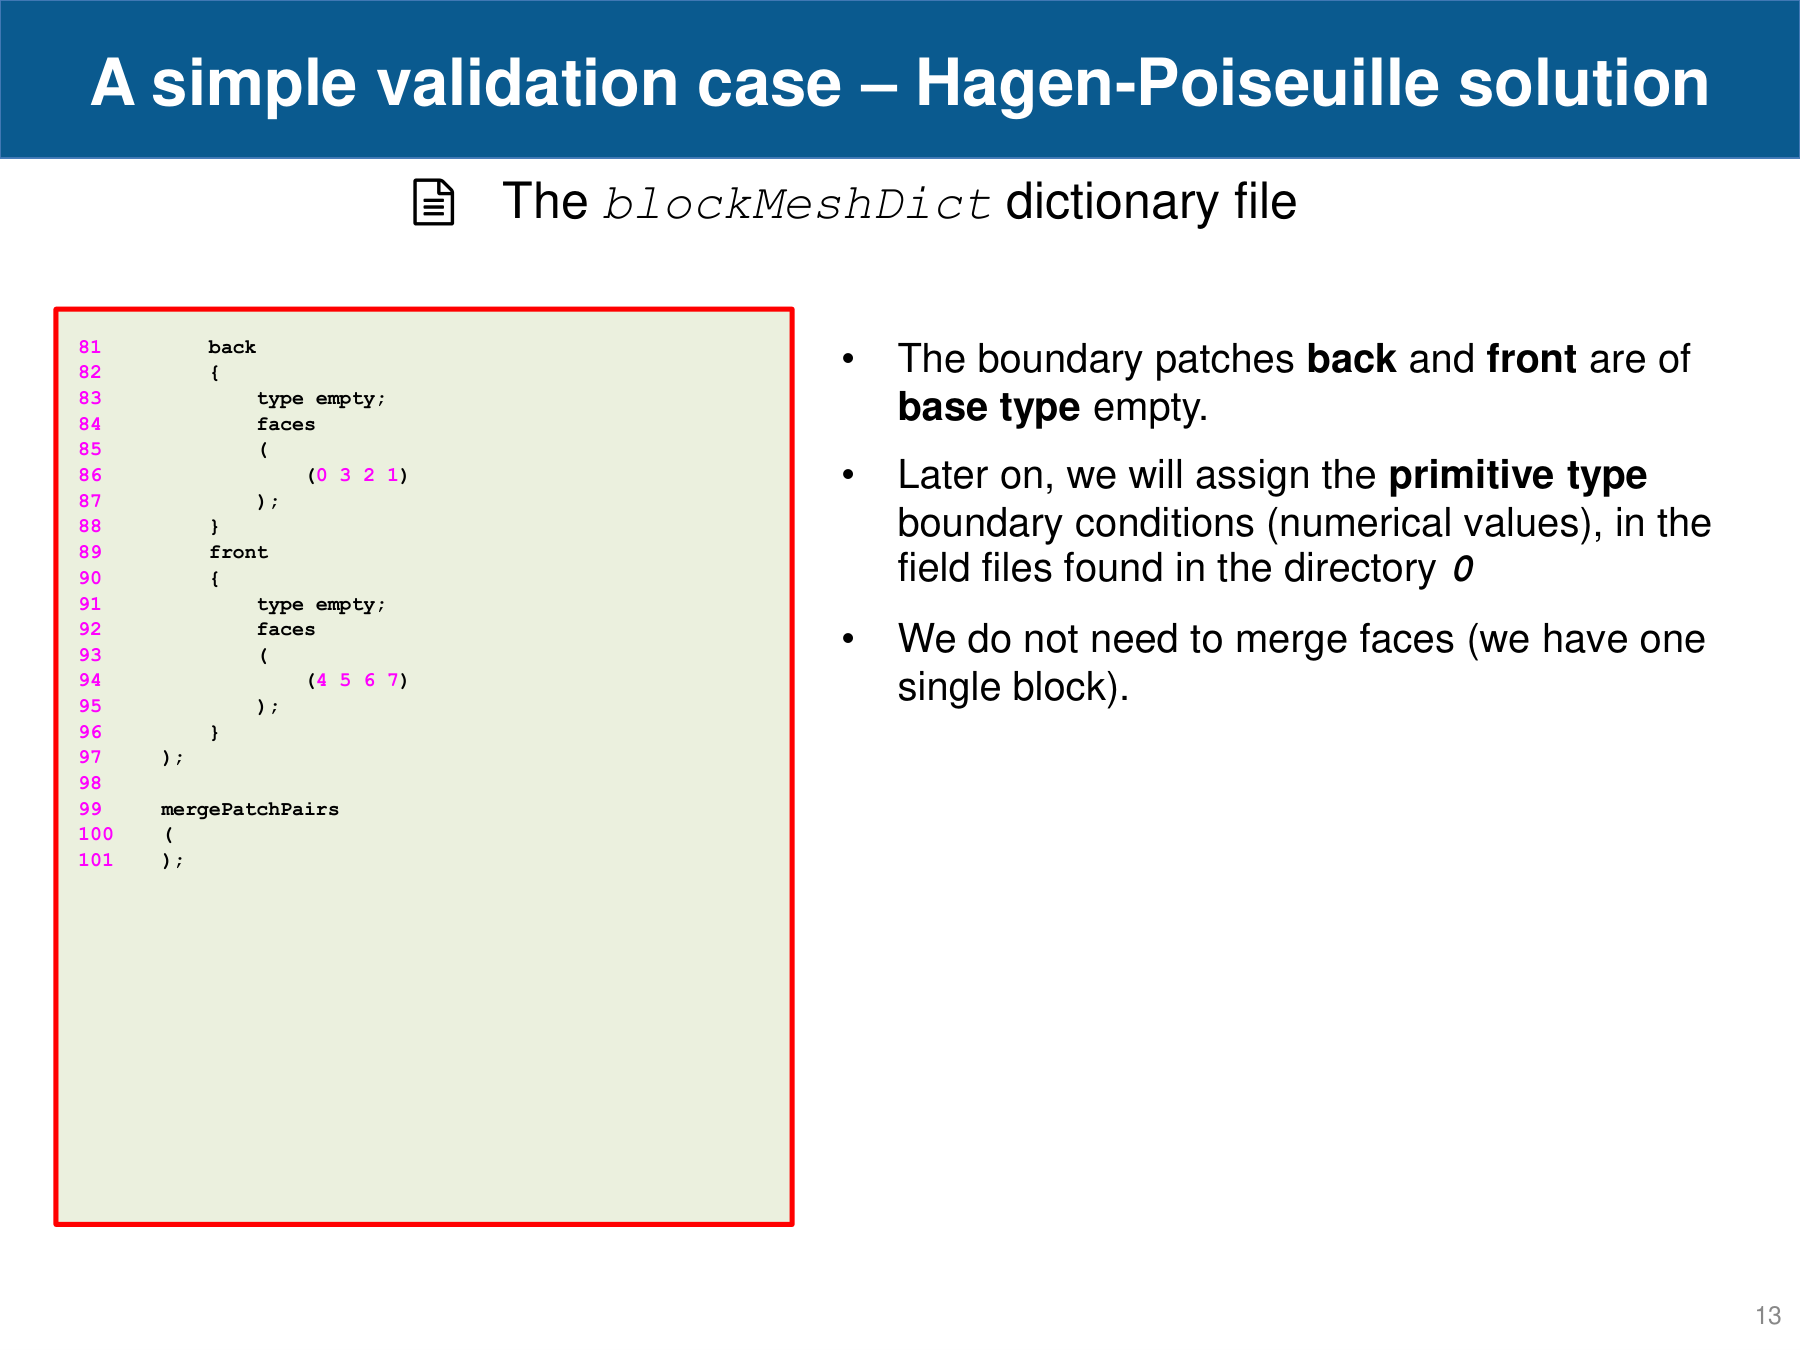 A simple validation case – Hagen-Poiseuille solution
The blockMeshDict dictionary file
81         back
82         {
83             type empty;
84             faces
85             (
86                 (0 3 2 1)
87             );
88         }
89         front
90         {
91             type empty;
92             faces
93             (
94                 (4 5 6 7)
95             );
96         }
97     );
98
99     mergePatchPairs
100    (
101    );
• The boundary patches back and front are of
base type empty.
• Later on, we will assign the primitive type
boundary conditions (numerical values), in the
field files found in the directory 0
• We do not need to merge faces (we have one
single block).
13